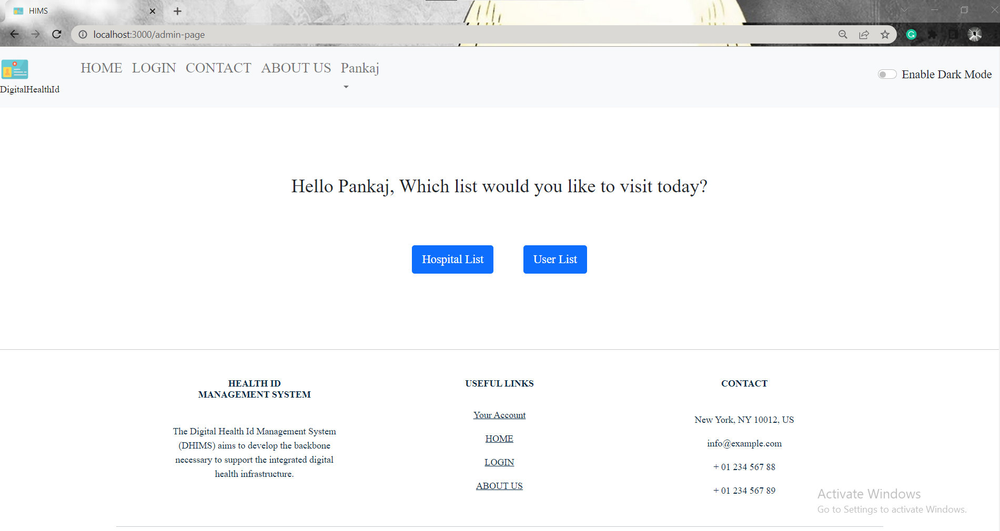 HIMS
localhost:3000/admin-page
HOME LOGIN CONTACT ABOUT US Pankaj
DigitalHealthId
Enable Dark Mode
Hello Pankaj, Which list would you like to visit today?
Hospital List
User List
HEALTH ID
MANAGEMENT SYSTEM
The Digital Health Id Management System
(DHIMS) aims to develop the backbone
necessary to support the integrated digital
health infrastructure.
USEFUL LINKS
Your Account
HOME
LOGIN
ABOUT US
CONTACT
New York, NY 10012, US
info@example.com
+ 01 234 567 88
+ 01 234 567 89
Activate Windows
Go to Settings to activate Windows.